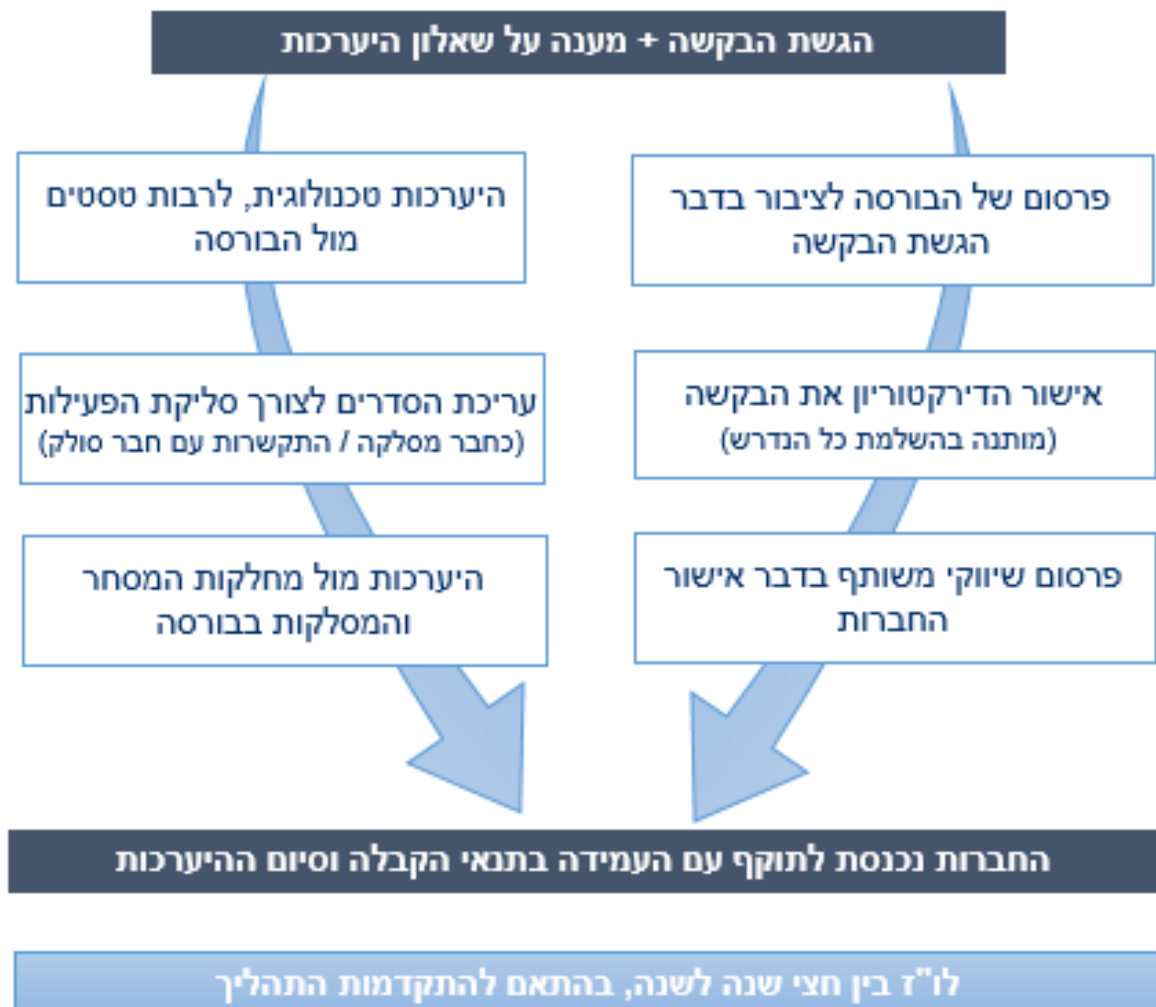 הגשת הבקשה + מענה על שאלון היערכות
פרסום של הבורסה לציבור בדבר
הגשת הבקשה
אישור הדירקטוריון את הבקשה
(מותנה בהשלמת כל הנדרש)
פרסום שיווקי משותף בדבר אישור
החברות
היערכות טכנולוגית, לרבות טסטים
מול הבורסה
עריכת הסדרים לצורך סליקת הפעילות
(כחבר מסלקה / התקשרות עם חבר סולק)
היערכות מול מחלקות המסחר
והמסלקות בבורסה
החברות נכנסת לתוקף עם העמידה בתנאי הקבלה וסיום ההיערכות
לו"ז בין חצי שנה לשנה, בהתאם להתקדמות התהליך